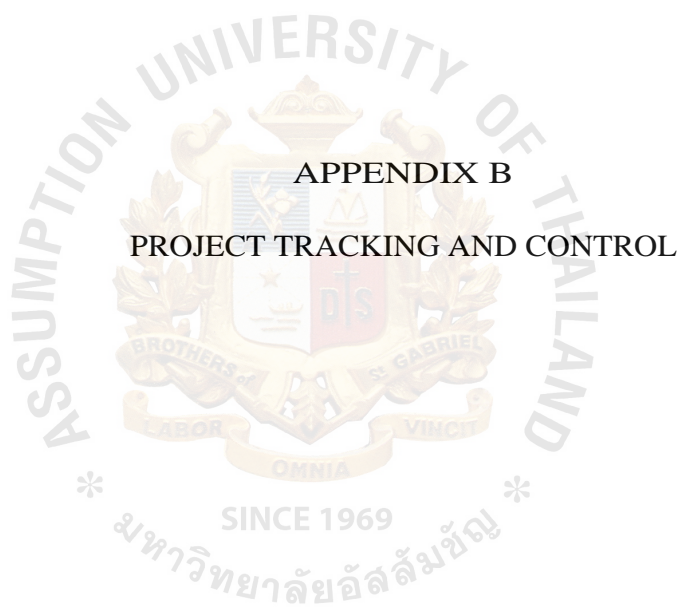 ASSUMPTION UNIVERSITY OF THAILAND
APPENDIX B
PROJECT TRACKING AND CONTROL
D S
BROTHERS of St GABRIEL
LABOR
OMNIA
VINCIT
SINCE 1969
* มหาวิทยาลัยอัสสัมชัญ *